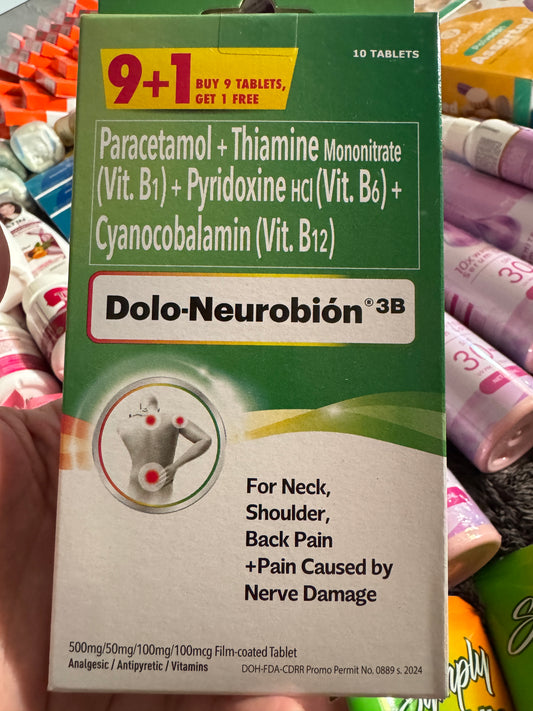 10 TABLETS
9+1 BUY 9 TABLETS,
GET 1 FREE
Paracetamol + Thiamine Mononitrate
(Vit. B1) + Pyridoxine HCl (Vit. B6) +
Cyanocobalamin (Vit. B12)
Dolo-Neurobión® 3B
For Neck,
Shoulder,
Back Pain
+Pain Caused by
Nerve Damage
500mg/50mg/100mg/100mcg Film-coated Tablet
Analgesic / Antipyretic / Vitamins
DOH-FDA-CDRR Promo Permit No. 0889 s. 2024